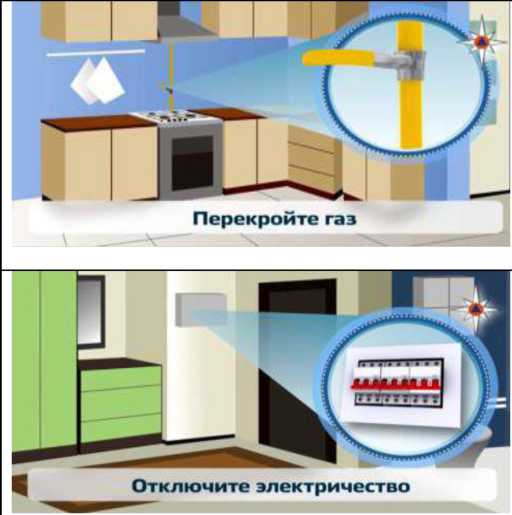 Перекройте газ
Отключите электричество